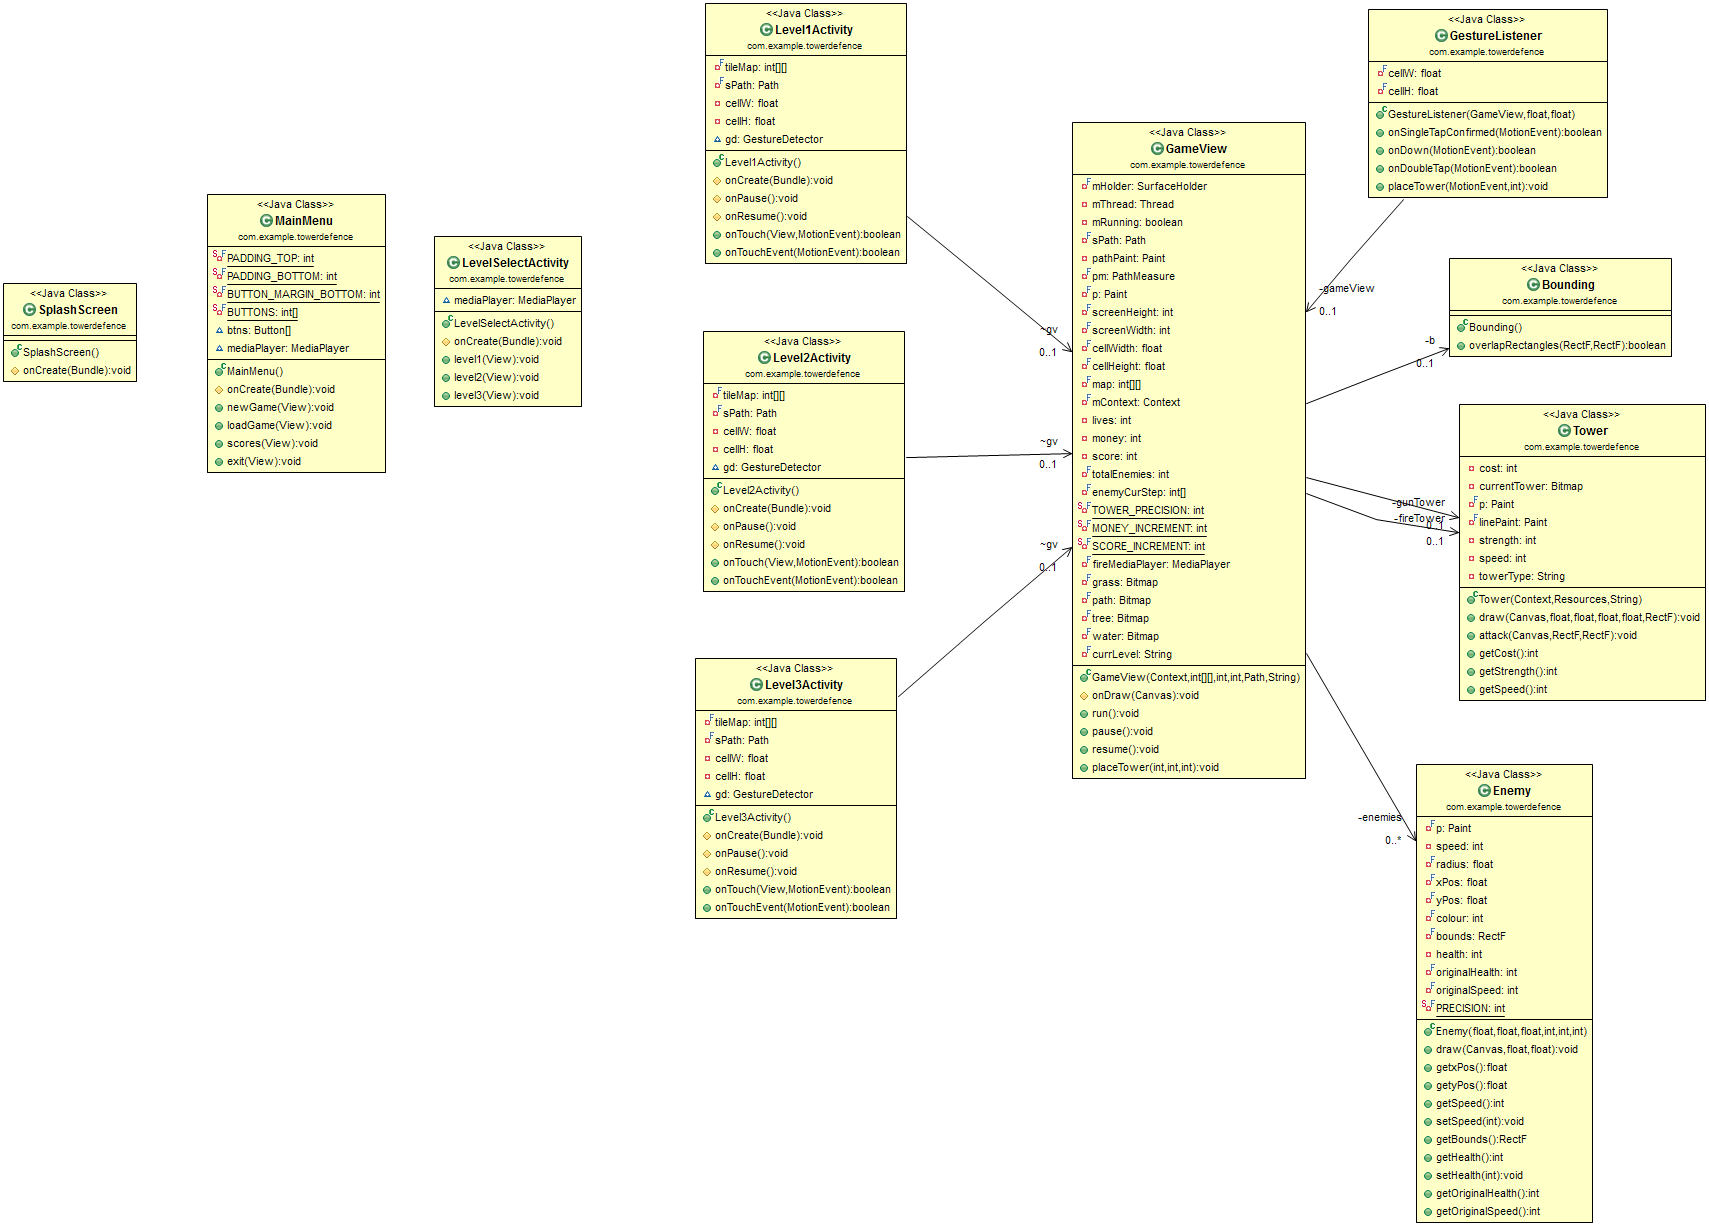 <<Java Class>>
SplashScreen
com.example.towerdefence
SplashScreen()
onCreate(Bundle):void
<<Java Class>>
MainMenu
com.example.towerdefence
PADDING_TOP: int
PADDING_BOTTOM: int
BUTTON_MARGIN_BOTTOM: int
BUTTONS: int[]
btns: Button[]
mediaPlayer: MediaPlayer
MainMenu()
onCreate(Bundle):void
newGame(View):void
loadGame(View):void
scores(View):void
exit(View):void
<<Java Class>>
LevelSelectActivity
com.example.towerdefence
mediaPlayer: MediaPlayer
LevelSelectActivity()
onCreate(Bundle):void
level1(View):void
level2(View):void
level3(View):void
<<Java Class>>
Level1Activity
com.example.towerdefence
tileMap: int[][]
sPath: Path
cellW: float
cellH: float
gd: GestureDetector
Level1Activity()
onCreate(Bundle):void
onPause():void
onResume():void
onTouch(View,MotionEvent):boolean
onTouchEvent(MotionEvent):boolean
~gv
0..1
<<Java Class>>
Level2Activity
com.example.towerdefence
tileMap: int[][]
sPath: Path
cellW: float
cellH: float
gd: GestureDetector
Level2Activity()
onCreate(Bundle):void
onPause():void
onResume():void
onTouch(View,MotionEvent):boolean
onTouchEvent(MotionEvent):boolean
~gv
0..1
<<Java Class>>
Level3Activity
com.example.towerdefence
tileMap: int[][]
sPath: Path
cellW: float
cellH: float
gd: GestureDetector
Level3Activity()
onCreate(Bundle):void
onPause():void
onResume():void
onTouch(View,MotionEvent):boolean
onTouchEvent(MotionEvent):boolean
~gv
0..1
<<Java Class>>
GameView
com.example.towerdefence
mHolder: SurfaceHolder
mThread: Thread
mRunning: boolean
sPath: Path
pathPaint: Paint
pm: PathMeasure
p: Paint
screenHeight: int
screenWidth: int
cellWidth: float
cellHeight: float
map: int[][]
mContext: Context
lives: int
money: int
score: int
totalEnemies: int
enemyCurStep: int[]
TOWER_PRECISION: int
MONEY_INCREMENT: int
SCORE_INCREMENT: int
fireMediaPlayer: MediaPlayer
grass: Bitmap
path: Bitmap
tree: Bitmap
water: Bitmap
currLevel: String
GameView(Context,int[][],int,int,Path,String)
onDraw(Canvas):void
run():void
pause():void
resume():void
placeTower(int,int,int):void
<<Java Class>>
GestureListener
com.example.towerdefence
cellW: float
cellH: float
GestureListener(GameView,float,float)
onSingleTapConfirmed(MotionEvent):boolean
onDown(MotionEvent):boolean
onDoubleTap(MotionEvent):boolean
placeTower(MotionEvent,int):void
-gameView
0..1
<<Java Class>>
Bounding
com.example.towerdefence
Bounding()
overlapRectangles(RectF,RectF):boolean
-b
0..1
<<Java Class>>
Tower
com.example.towerdefence
cost: int
currentTower: Bitmap
p: Paint
linePaint: Paint
strength: int
speed: int
towerType: String
Tower(Context,Resources,String)
draw(Canvas,float,float,float,float,RectF):void
attack(Canvas,RectF,RectF):void
getCost():int
getStrength():int
getSpeed():int
-gunTower
0..1
-fireTower
0..1
<<Java Class>>
Enemy
com.example.towerdefence
p: Paint
speed: int
radius: float
xPos: float
yPos: float
colour: int
bounds: RectF
health: int
originalHealth: int
originalSpeed: int
PRECISION: int
Enemy(float,float,float,int,int,int)
draw(Canvas,float,float):void
getxPos():float
getyPos():float
getSpeed():int
setSpeed(int):void
getBounds():RectF
getHealth():int
setHealth(int):void
getOriginalHealth():int
getOriginalSpeed():int
-enemies
0..*